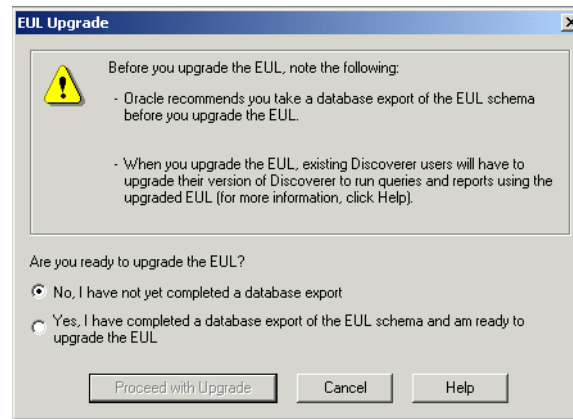 EUL Upgrade
Before you upgrade the EUL, note the following:
- Oracle recommends you take a database export of the EUL schema
before you upgrade the EUL.
- When you upgrade the EUL, existing Discoverer users will have to
upgrade their version of Discoverer to run queries and reports using the
upgraded EUL (for more information, click Help).
Are you ready to upgrade the EUL?
No, I have not yet completed a database export
Yes, I have completed a database export of the EUL schema and am ready to
upgrade the EUL
Proceed with Upgrade Cancel Help